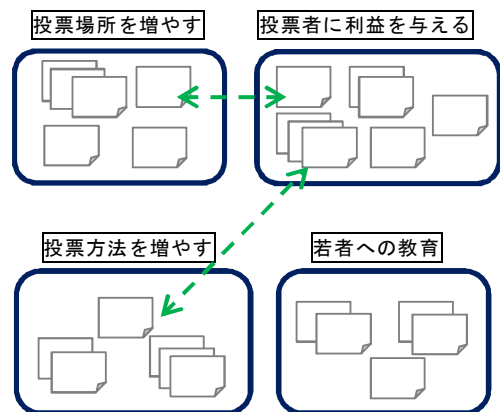 投票場所を増やす
投票者に利益を与える
投票方法を増やす
若者への教育